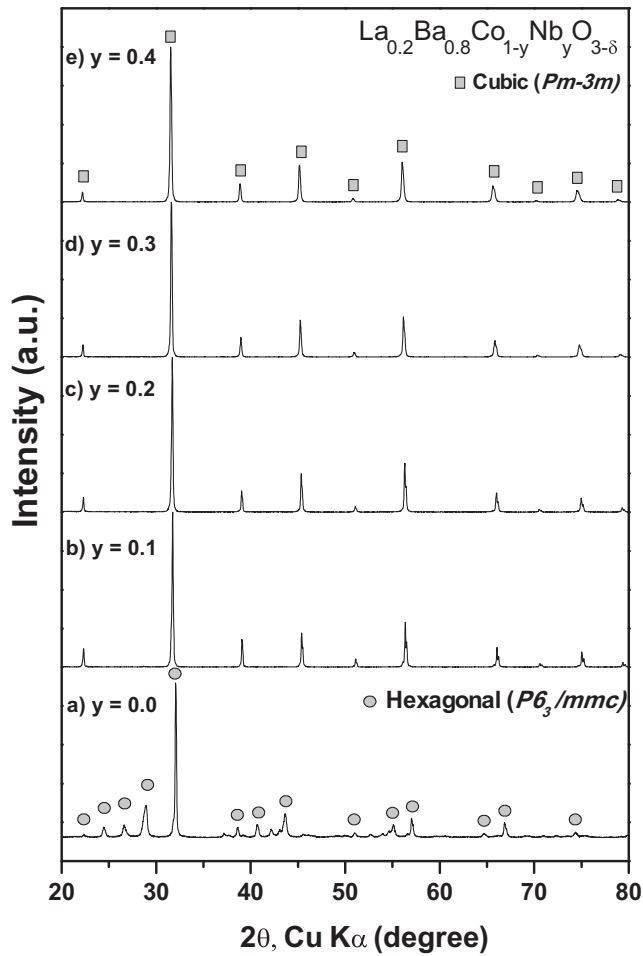 La0.2Ba0.8Co1-yNbyO3-δ
e) y = 0.4
Cubic (Pm-3m)
d) y = 0.3
c) y = 0.2
b) y = 0.1
a) y = 0.0
Hexagonal (P63/mmc)
Intensity (a.u.)
20 30 40 50 60 70 80
2θ, Cu Kα (degree)